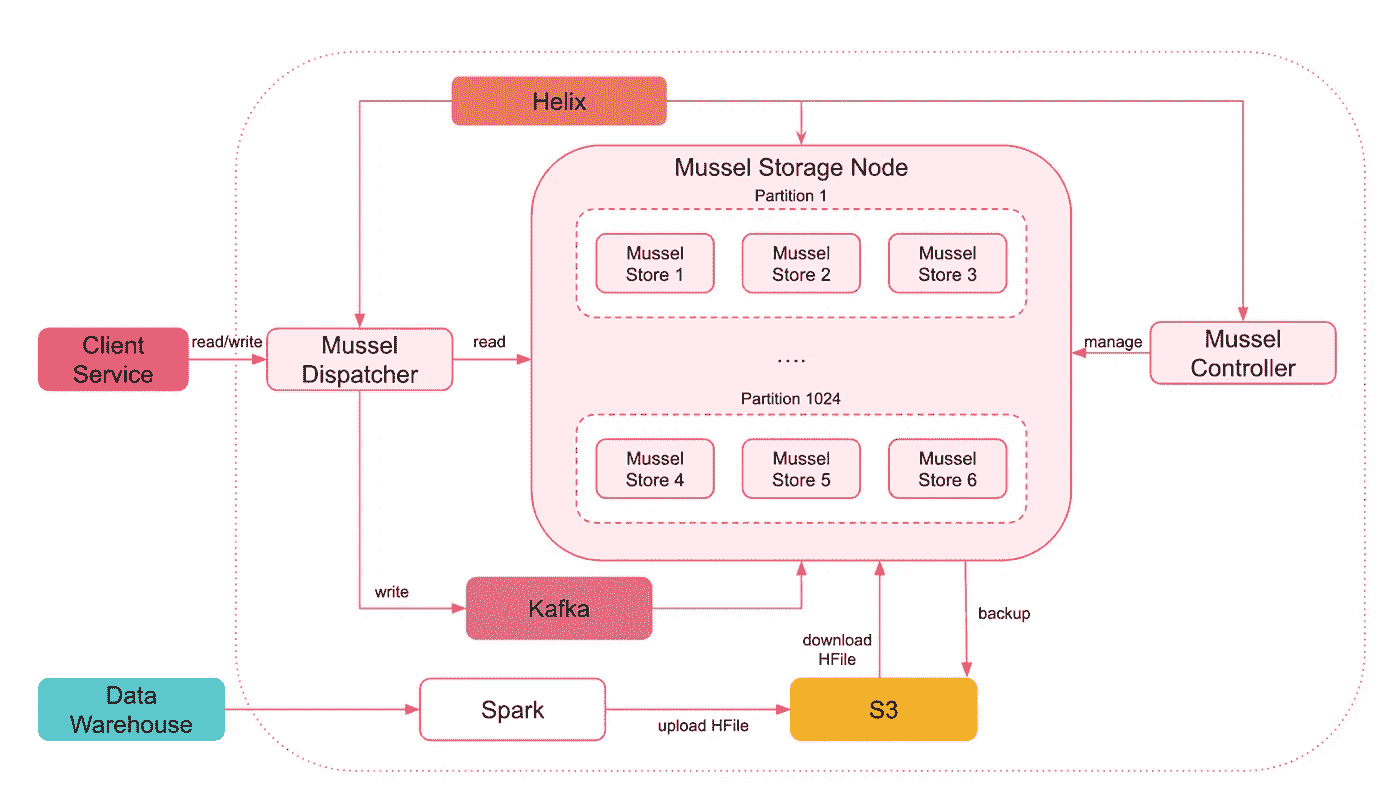 Helix
Mussel Storage Node
Partition 1
Mussel
Store 1
Mussel
Store 2
Mussel
Store 3
Client
Service
read/write
Mussel
Dispatcher
read
....
manage
Mussel
Controller
Partition 1024
Mussel
Store 4
Mussel
Store 5
Mussel
Store 6
write
Kafka
download
HFile
backup
Data
Warehouse
Spark
upload HFile
S3